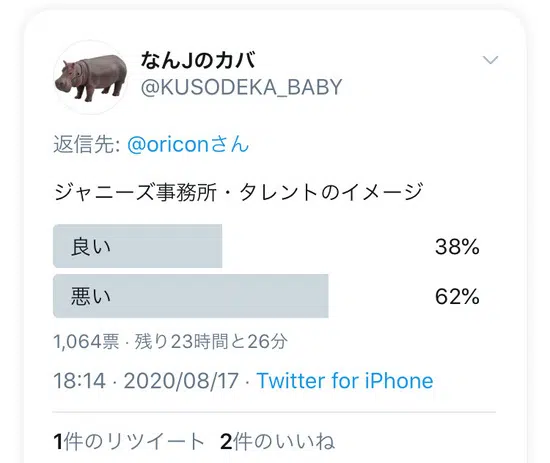 なんJのカバ
@KUSODEKA_BABY
返信先: @oriconさん
ジャニーズ事務所・タレントのイメージ
良い 38%
悪い 62%
1,064票 · 残り23時間と26分
18:14 · 2020/08/17 · Twitter for iPhone
1件のリツイート 2件のいいね